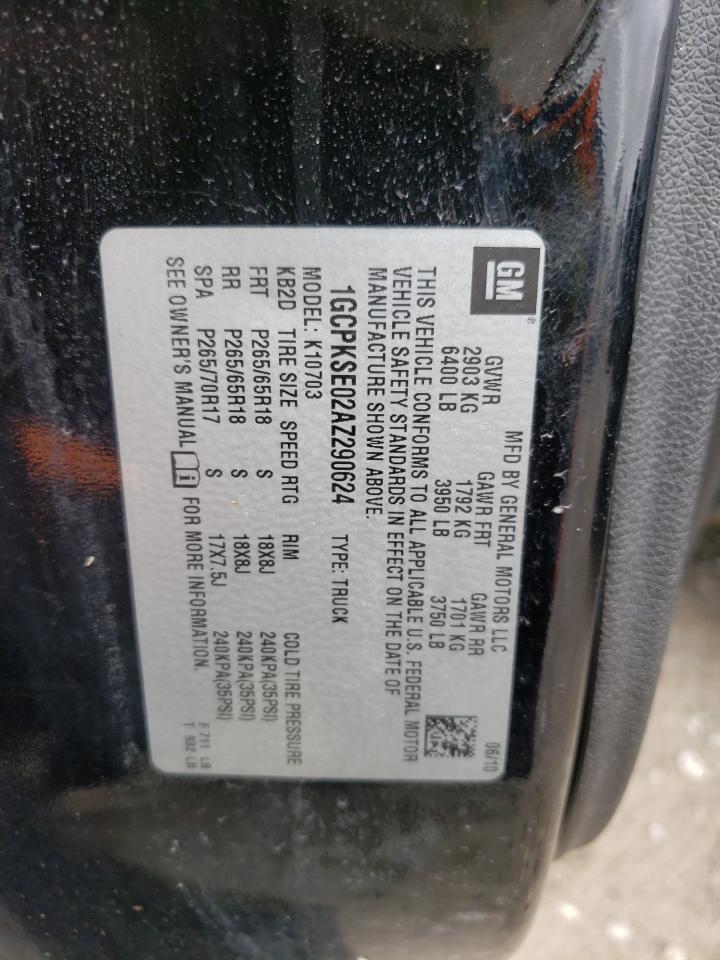 GM®
MFD BY GENERAL MOTORS LLC 06/10
GVWR GAWR FRT GAWR RR
2903 KG 1792 KG 1701 KG
6400 LB 3950 LB 3750 LB
THIS VEHICLE CONFORMS TO ALL APPLICABLE U.S. FEDERAL MOTOR
VEHICLE SAFETY STANDARDS IN EFFECT ON THE DATE OF
MANUFACTURE SHOWN ABOVE.
1GCPKSE02AZ290624 TYPE: TRUCK
MODEL: K10703
KB2D TIRE SIZE SPEED RTG RIM COLD TIRE PRESSURE
FRT P265/65R18 S 18X8J 240KPA(35PSI)
RR P265/65R18 S 18X8J 240KPA(35PSI)
SPA P265/70R17 S 17X7.5J 240KPA(35PSI)
SEE OWNER'S MANUAL FOR MORE INFORMATION.
F 711 LB
T 932 LB